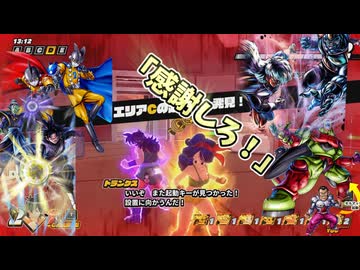 13:12
A B C D E
エリアCの
発見！
「感謝しろ！」
トランクス
いいぞ　また起動キーが見つかった！
設置に向かうんだ！